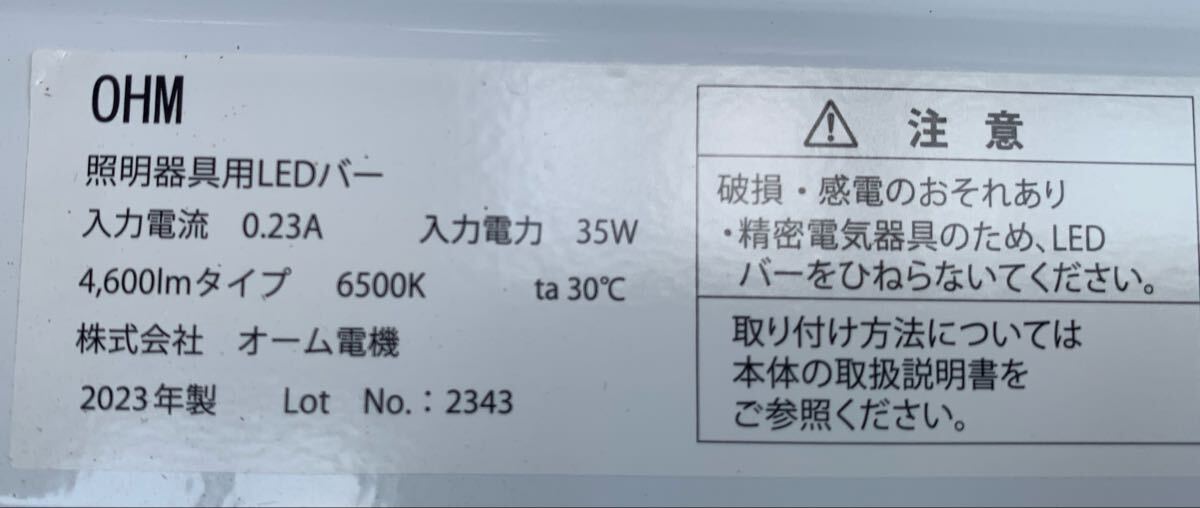 OHM
照明器具用LEDバー
入力電流 0.23A 入力電力 35W
4,600lmタイプ 6500K ta 30℃
株式会社 オーム電機
2023年製 Lot No.：2343
⚠ 注意
破損・感電のおそれあり
・精密電気器具のため、LED
バーをひねらないてください。
取り付け方法については
本体の取扱説明書を
ご参照ください。